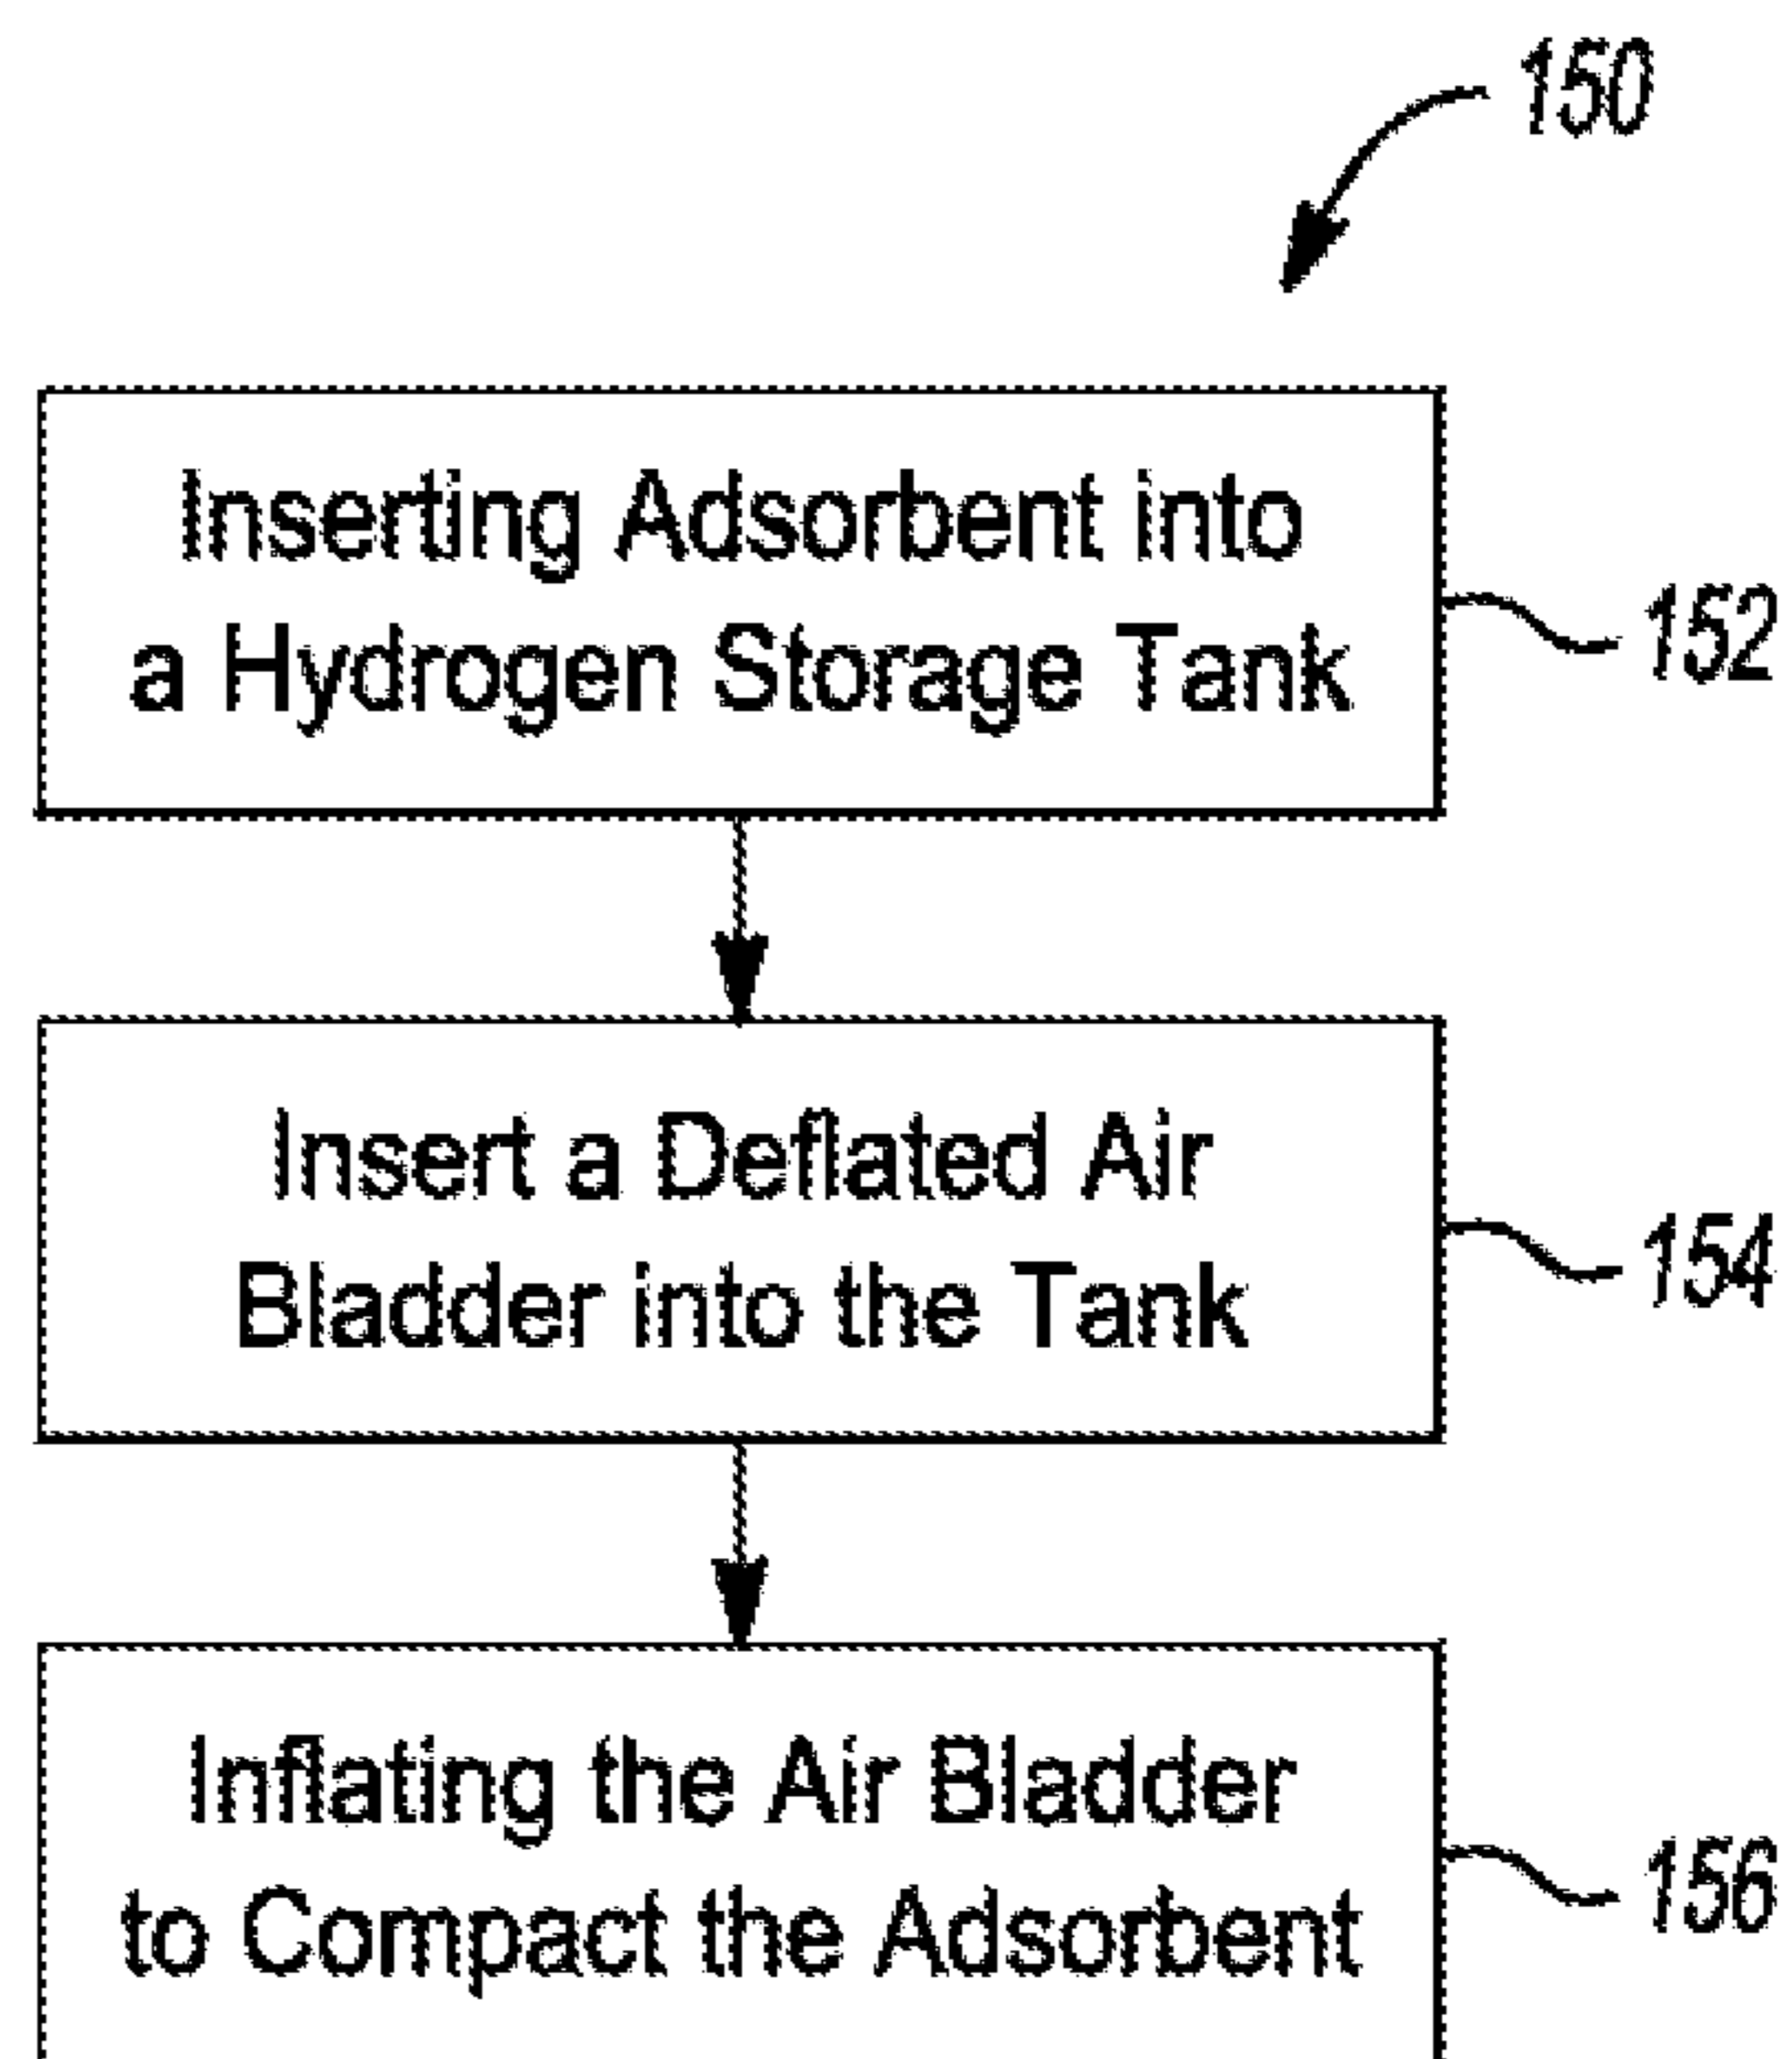 150
Inserting Adsorbent into
a Hydrogen Storage Tank
152
Insert a Deflated Air
Bladder into the Tank
154
Inflating the Air Bladder
to Compact the Adsorbent
156